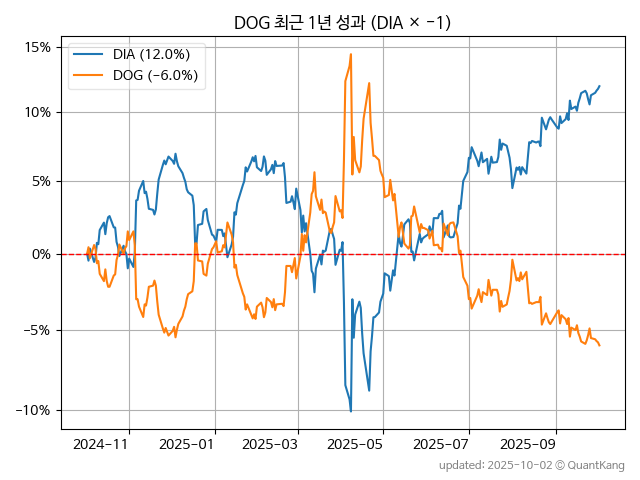 DOG 최근 1년 성과 (DIA × −1)
DIA (12.0%)
DOG (−6.0%)
15%
10%
5%
0%
−5%
−10%
2024-11 2025-01 2025-03 2025-05 2025-07 2025-09
updated: 2025-10-02 © QuantKang